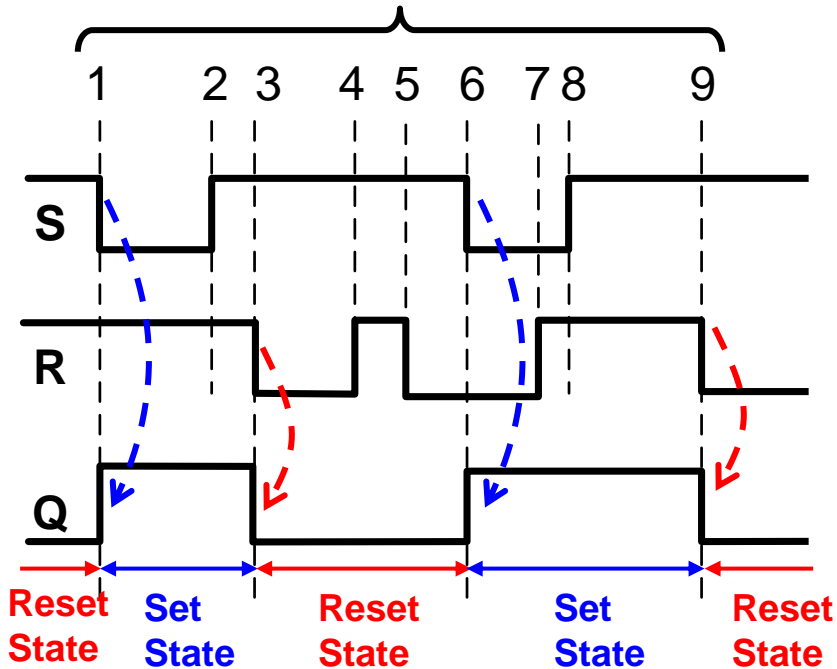 1 2 3 4 5 6 7 8 9
S
R
Q
Reset Set Reset Set Reset
State State State State State